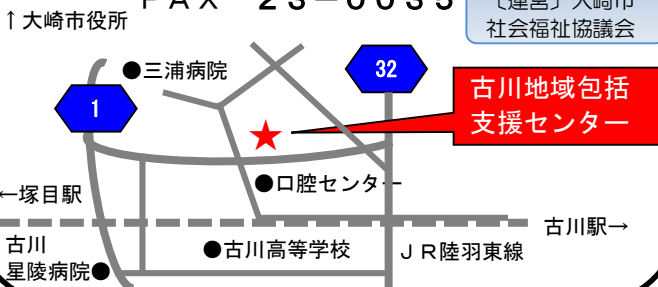 ↑大崎市役所
ＦＡＸ ２３－００３５
〔運営〕大崎市
社会福祉協議会
●三浦病院
32
1
古川地域包括
支援センター
●口腔センター
←塚目駅
古川駅→
古川
星陵病院●
●古川高等学校
ＪＲ陸羽東線